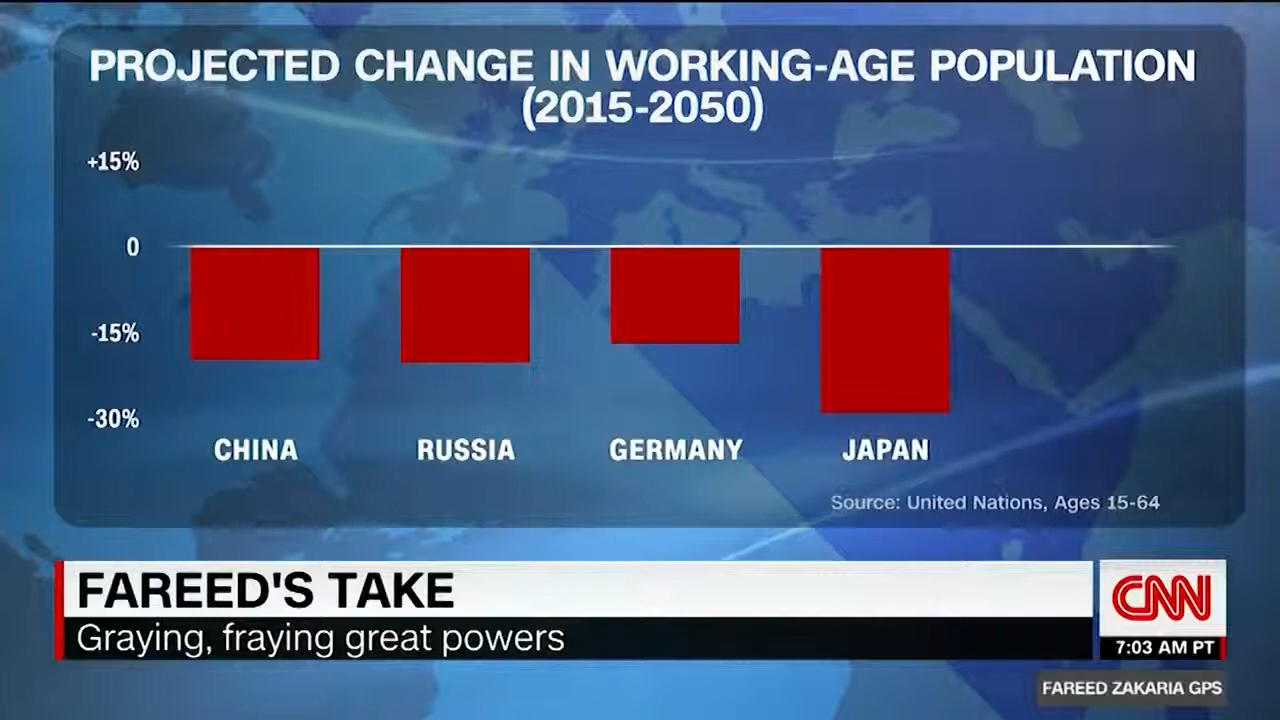 PROJECTED CHANGE IN WORKING-AGE POPULATION
(2015-2050)
+15%
0
-15%
-30%
CHINA
RUSSIA
GERMANY
JAPAN
Source: United Nations, Ages 15-64
FAREED'S TAKE
Graying, fraying great powers
CNN
7:03 AM PT
FAREED ZAKARIA GPS